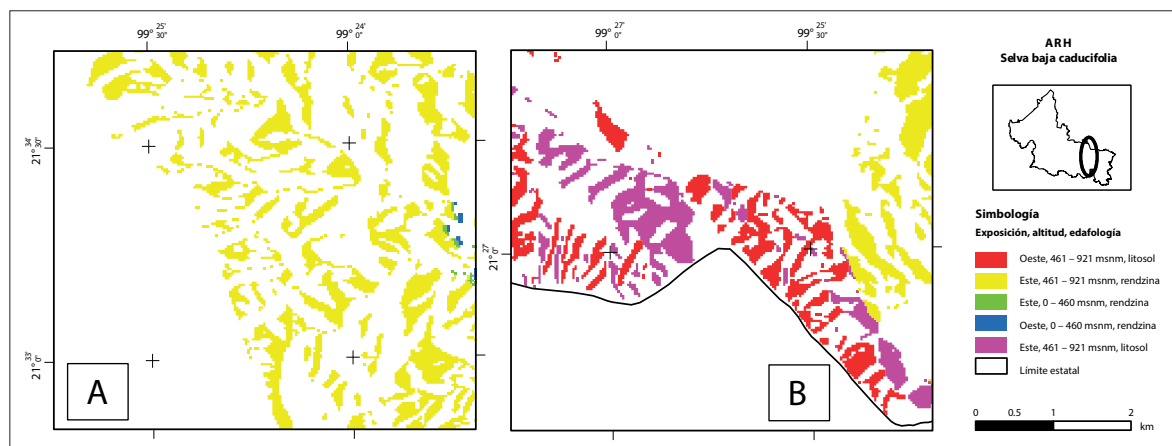 99° 25' 99° 24'
30" 0"
99° 27' 99° 25'
0" 30"
34'
21° 30"
33'
21° 0"
27'
21° 0"
A
B
ARH
Selva baja caducifolia
Simbología
Exposición, altitud, edafología
Oeste, 461 – 921 msnm, litosol
Este, 461 – 921 msnm, rendzina
Este, 0 – 460 msnm, rendzina
Oeste, 0 – 460 msnm, rendzina
Este, 461 – 921 msnm, litosol
Límite estatal
0 0.5 1 2
km